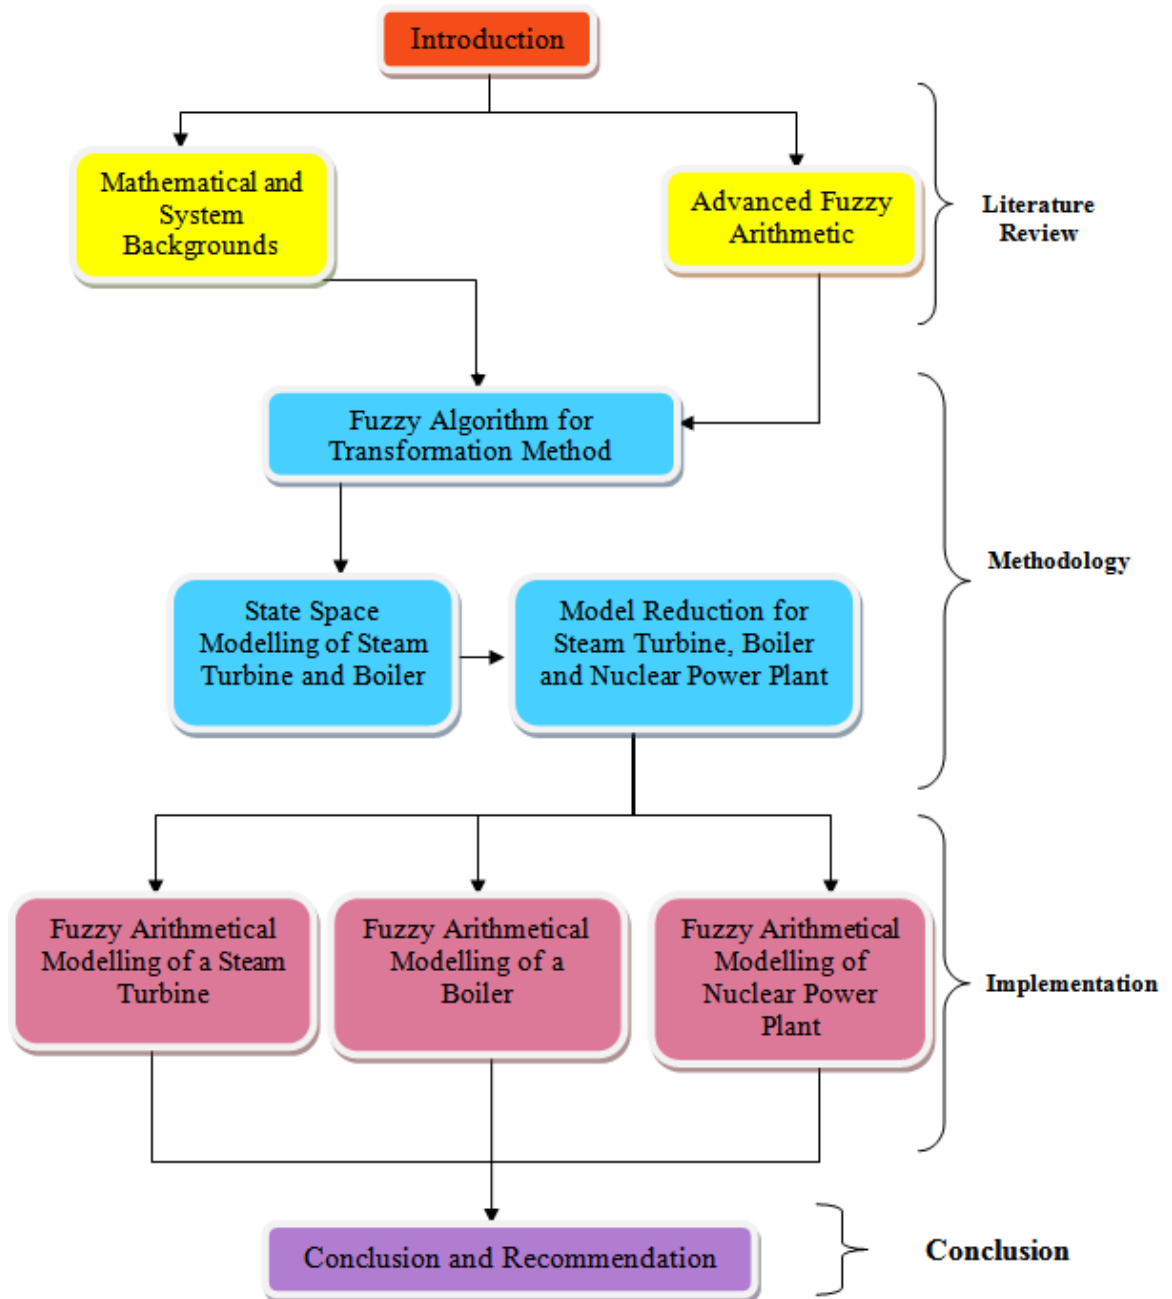 Introduction
Mathematical and
System
Backgrounds
Advanced Fuzzy
Arithmetic
Literature
Review
Fuzzy Algorithm for
Transformation Method
Methodology
State Space
Modelling of Steam
Turbine and Boiler
Model Reduction for
Steam Turbine, Boiler
and Nuclear Power Plant
Fuzzy Arithmetical
Modelling of a Steam
Turbine
Fuzzy Arithmetical
Modelling of a
Boiler
Fuzzy Arithmetical
Modelling of
Nuclear Power
Plant
Implementation
Conclusion and Recommendation
Conclusion